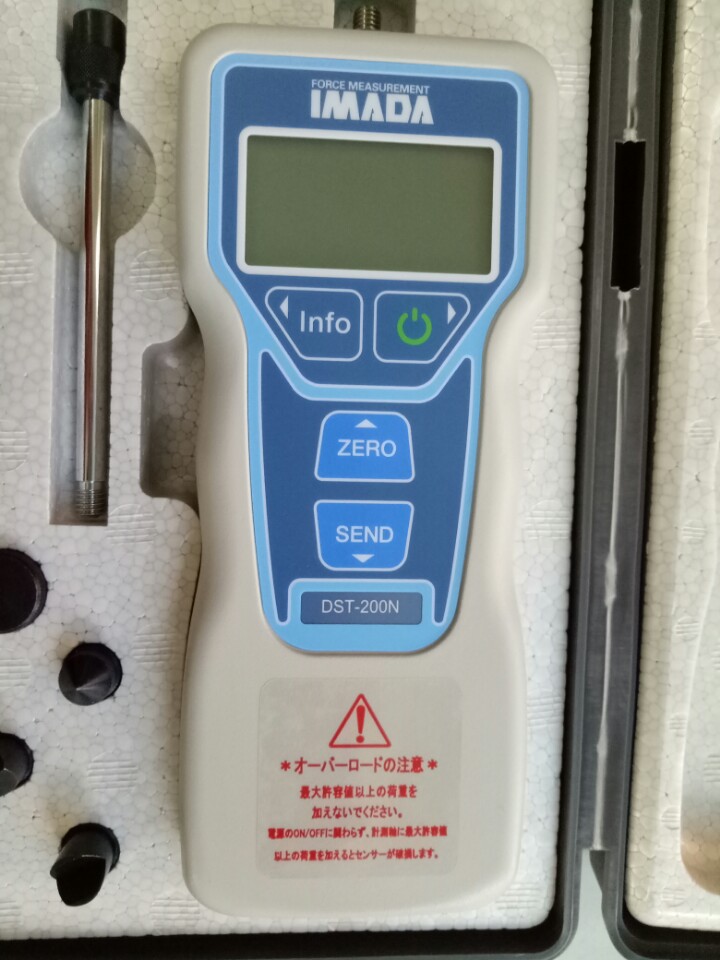 FORCE MEASUREMENT
IMADA
Info
ZERO
SEND
DST-200N
*オーバーロードの注意*
最大許容値以上の荷重を
加えないでください。
電源のON/OFFに関わらず、計測軸に最大許容値
以上の荷重を加えるとセンサーが破損します。